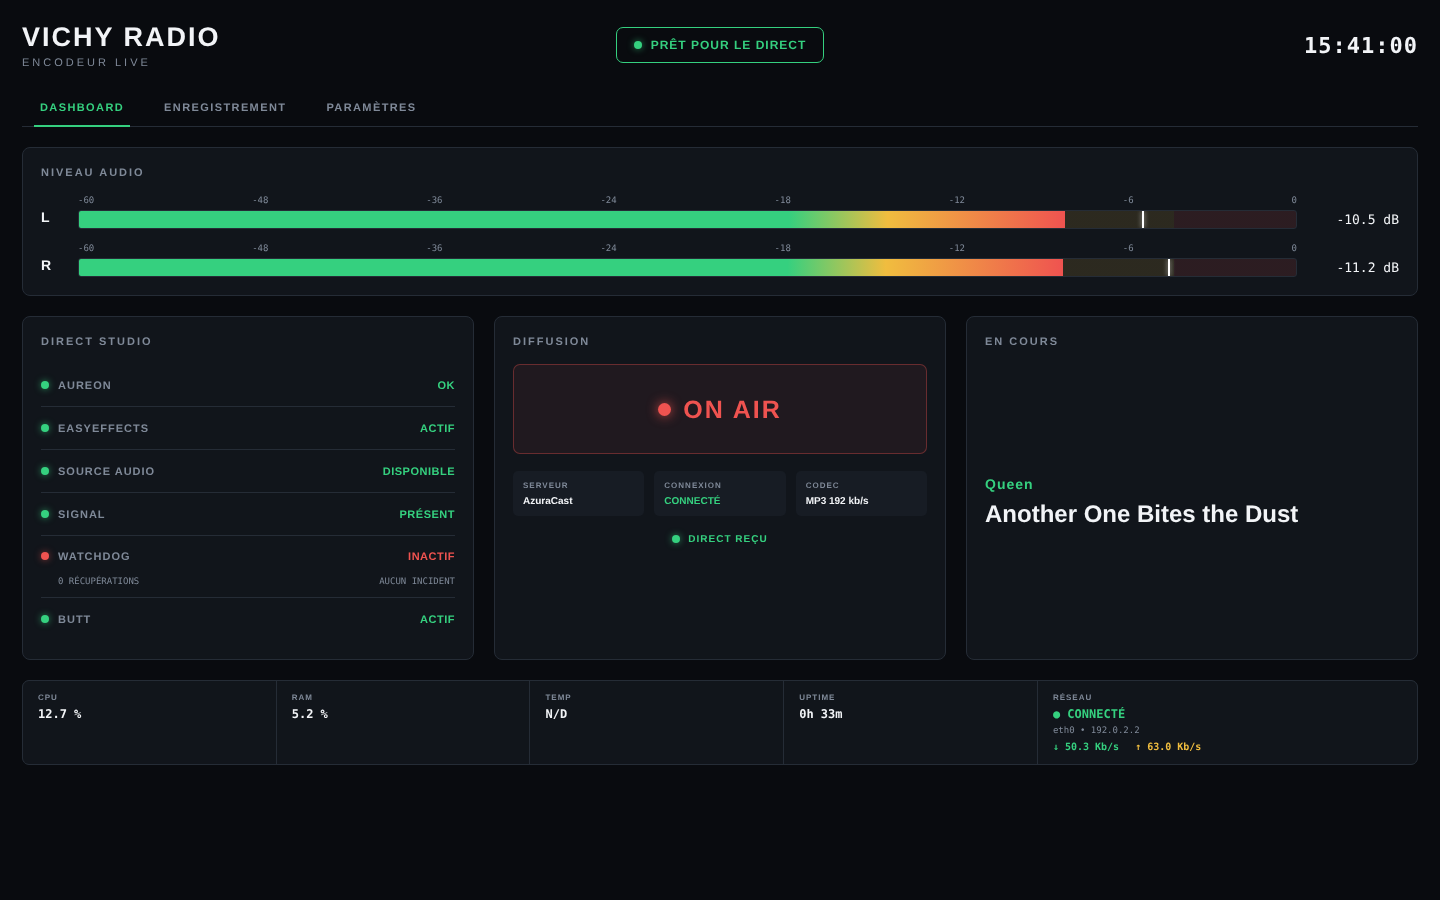 VICHY RADIO
ENCODEUR LIVE
PRÊT POUR LE DIRECT
15:41:00
DASHBOARD ENREGISTREMENT PARAMÈTRES
NIVEAU AUDIO
-60 -48 -36 -24 -18 -12 -6 0
L -10.5 dB
-60 -48 -36 -24 -18 -12 -6 0
R -11.2 dB
DIRECT STUDIO
AUREON OK
EASYEFFECTS ACTIF
SOURCE AUDIO DISPONIBLE
SIGNAL PRÉSENT
WATCHDOG INACTIF
0 RÉCUPÉRATIONS AUCUN INCIDENT
BUTT ACTIF
DIFFUSION
ON AIR
SERVEUR CONNEXION CODEC
AzuraCast CONNECTÉ MP3 192 kb/s
DIRECT REÇU
EN COURS
Queen
Another One Bites the Dust
CPU RAM TEMP UPTIME RÉSEAU
12.7 % 5.2 % N/D 0h 33m CONNECTÉ
eth0 • 192.0.2.2
↓ 50.3 Kb/s ↑ 63.0 Kb/s